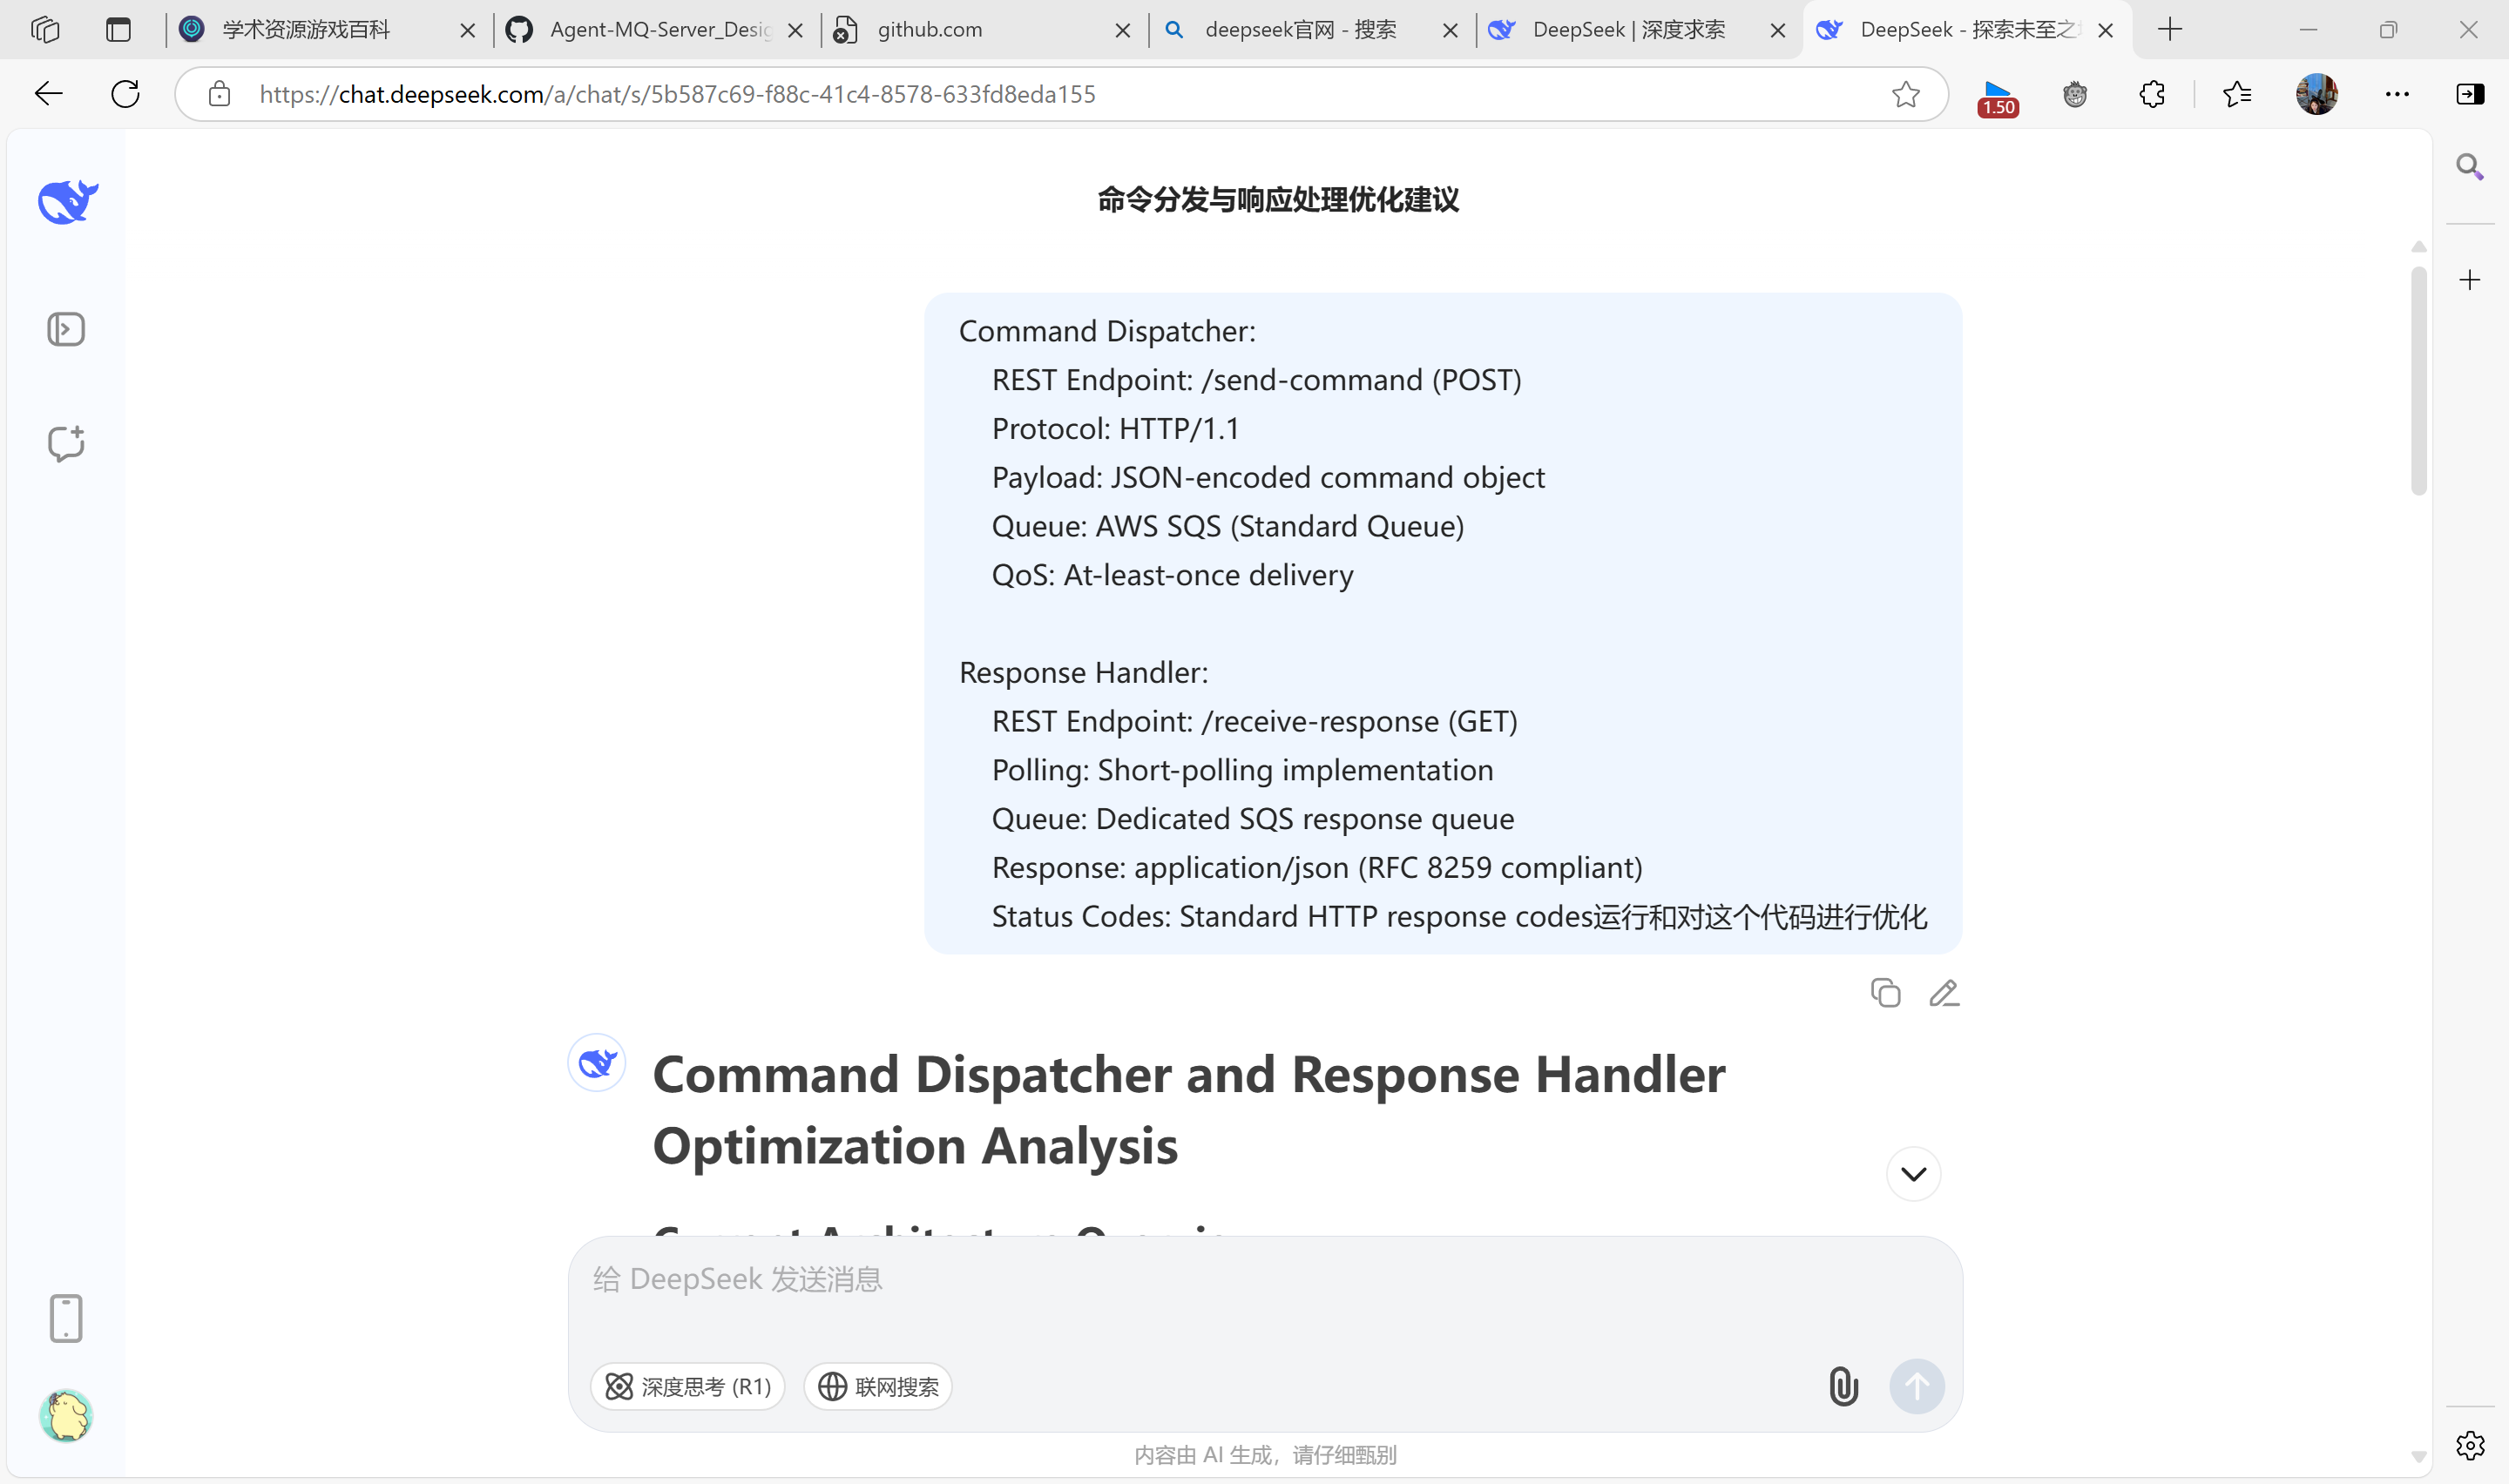 学术资源游戏百科
Agent-MQ-Server_Desig
github.com
deepseek官网 - 搜索
DeepSeek | 深度求索
DeepSeek - 探索未至之
https://chat.deepseek.com/a/chat/s/5b587c69-f88c-41c4-8578-633fd8eda155
1.50
命令分发与响应处理优化建议
Command Dispatcher:
REST Endpoint: /send-command (POST)
Protocol: HTTP/1.1
Payload: JSON-encoded command object
Queue: AWS SQS (Standard Queue)
QoS: At-least-once delivery
Response Handler:
REST Endpoint: /receive-response (GET)
Polling: Short-polling implementation
Queue: Dedicated SQS response queue
Response: application/json (RFC 8259 compliant)
Status Codes: Standard HTTP response codes运行和对这个代码进行优化
Command Dispatcher and Response Handler
Optimization Analysis
给 DeepSeek 发送消息
深度思考 (R1)
联网搜索
内容由 AI 生成，请仔细甄别